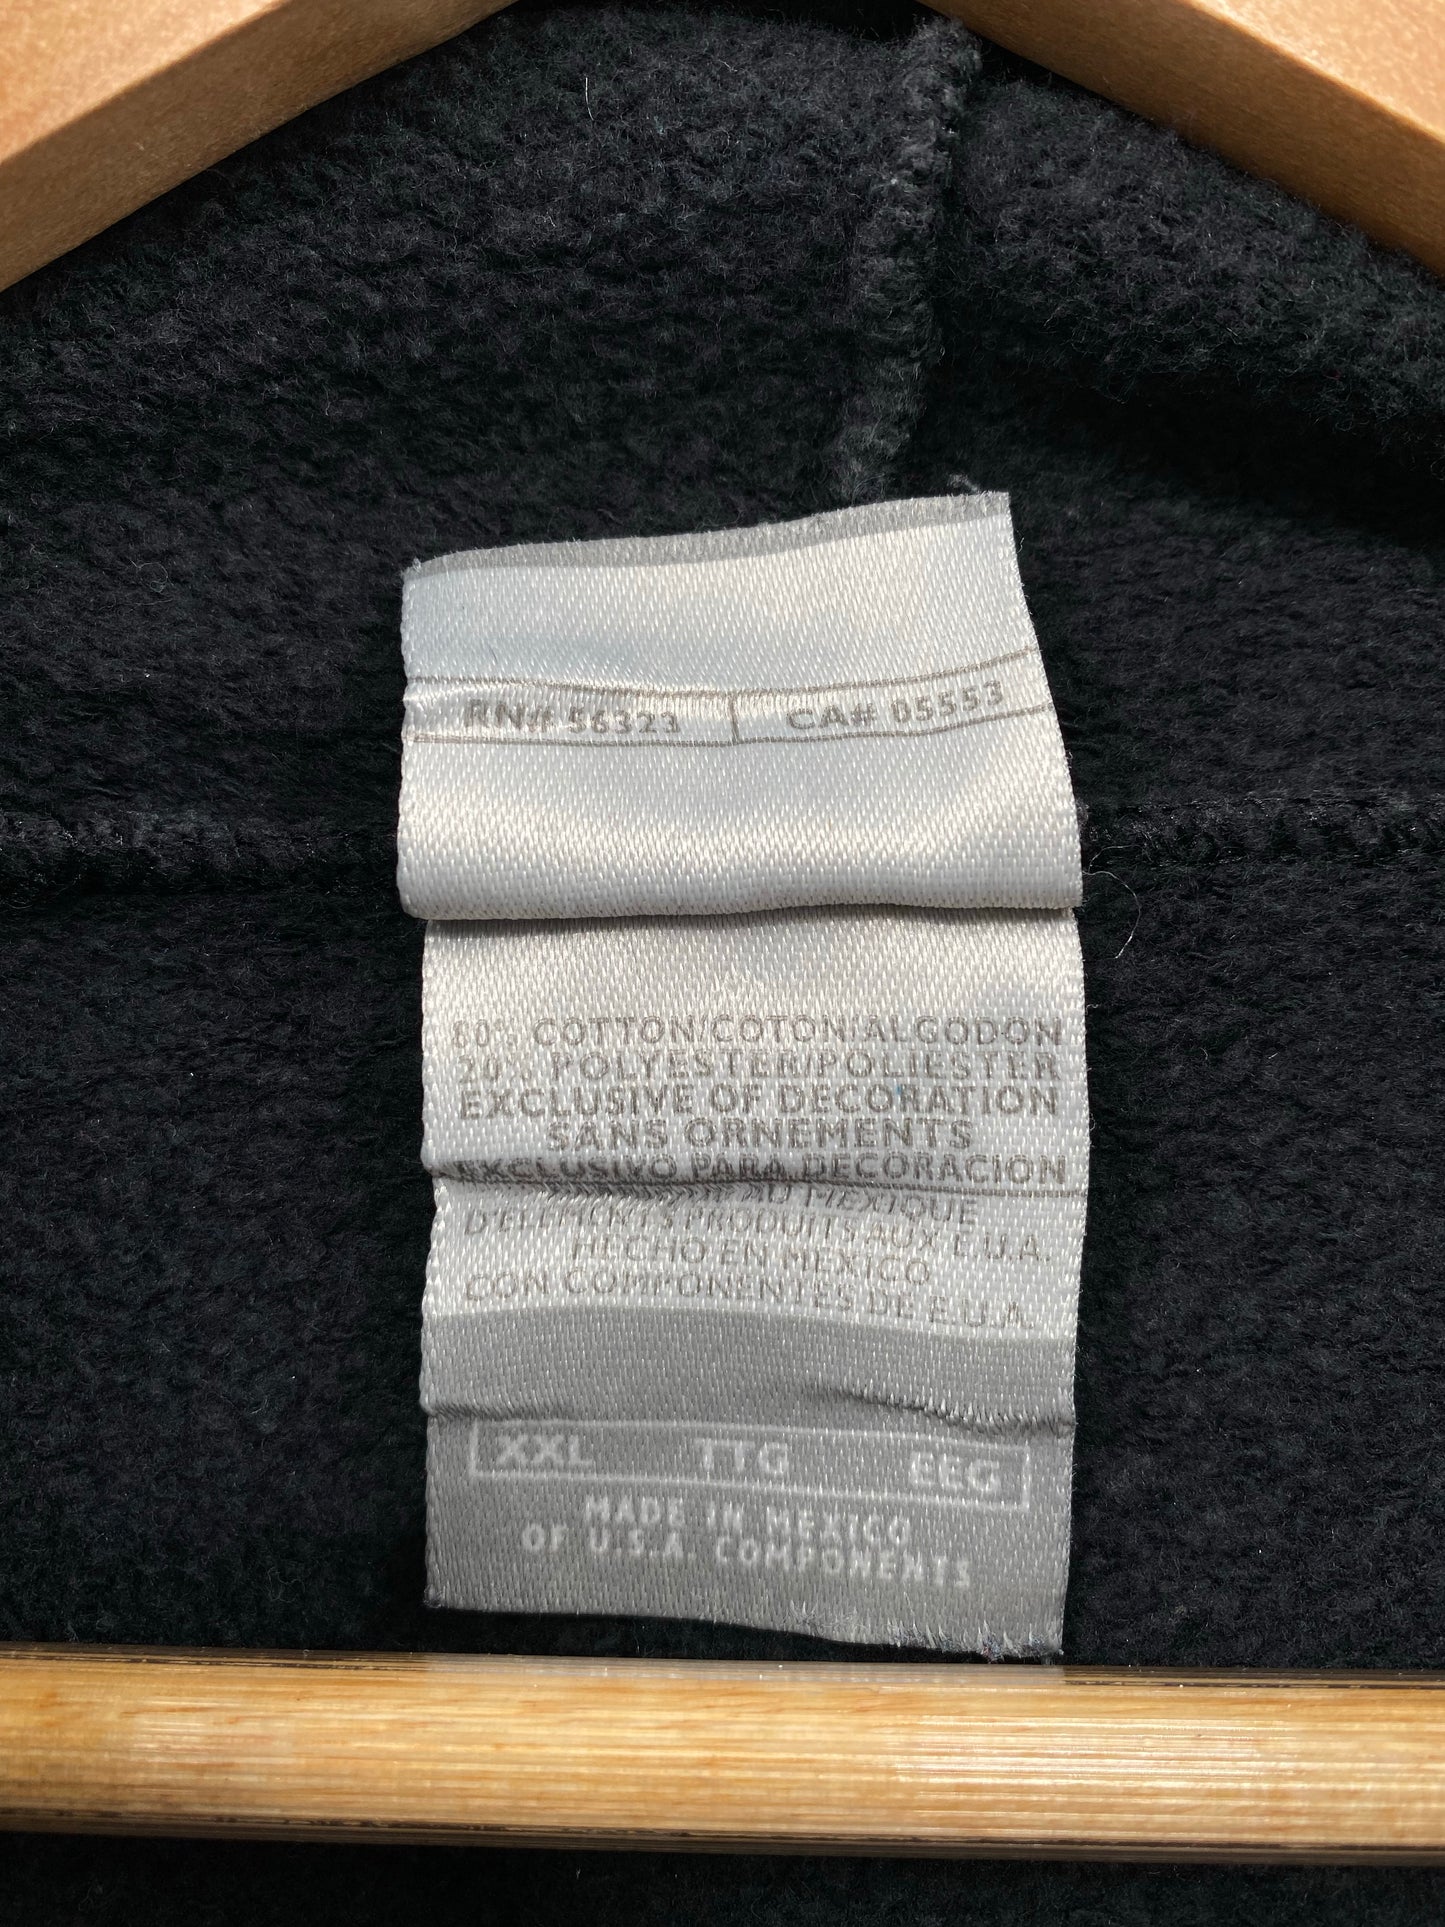 RN# 56323 | CA# 05553
80% COTTON/COTON/ALGODON
20% POLYESTER/POLIESTER
EXCLUSIVE OF DECORATION
SANS ORNEMENTS
EXCLUSIVO PARA DECORACION
AU MEXIQUE
D'ELEMENTS PRODUITS AUX E.U.A.
HECHO EN MEXICO
CON COMPONENTES DE E.U.A.
XXL TTG EEG
MADE IN MEXICO
OF U.S.A. COMPONENTS